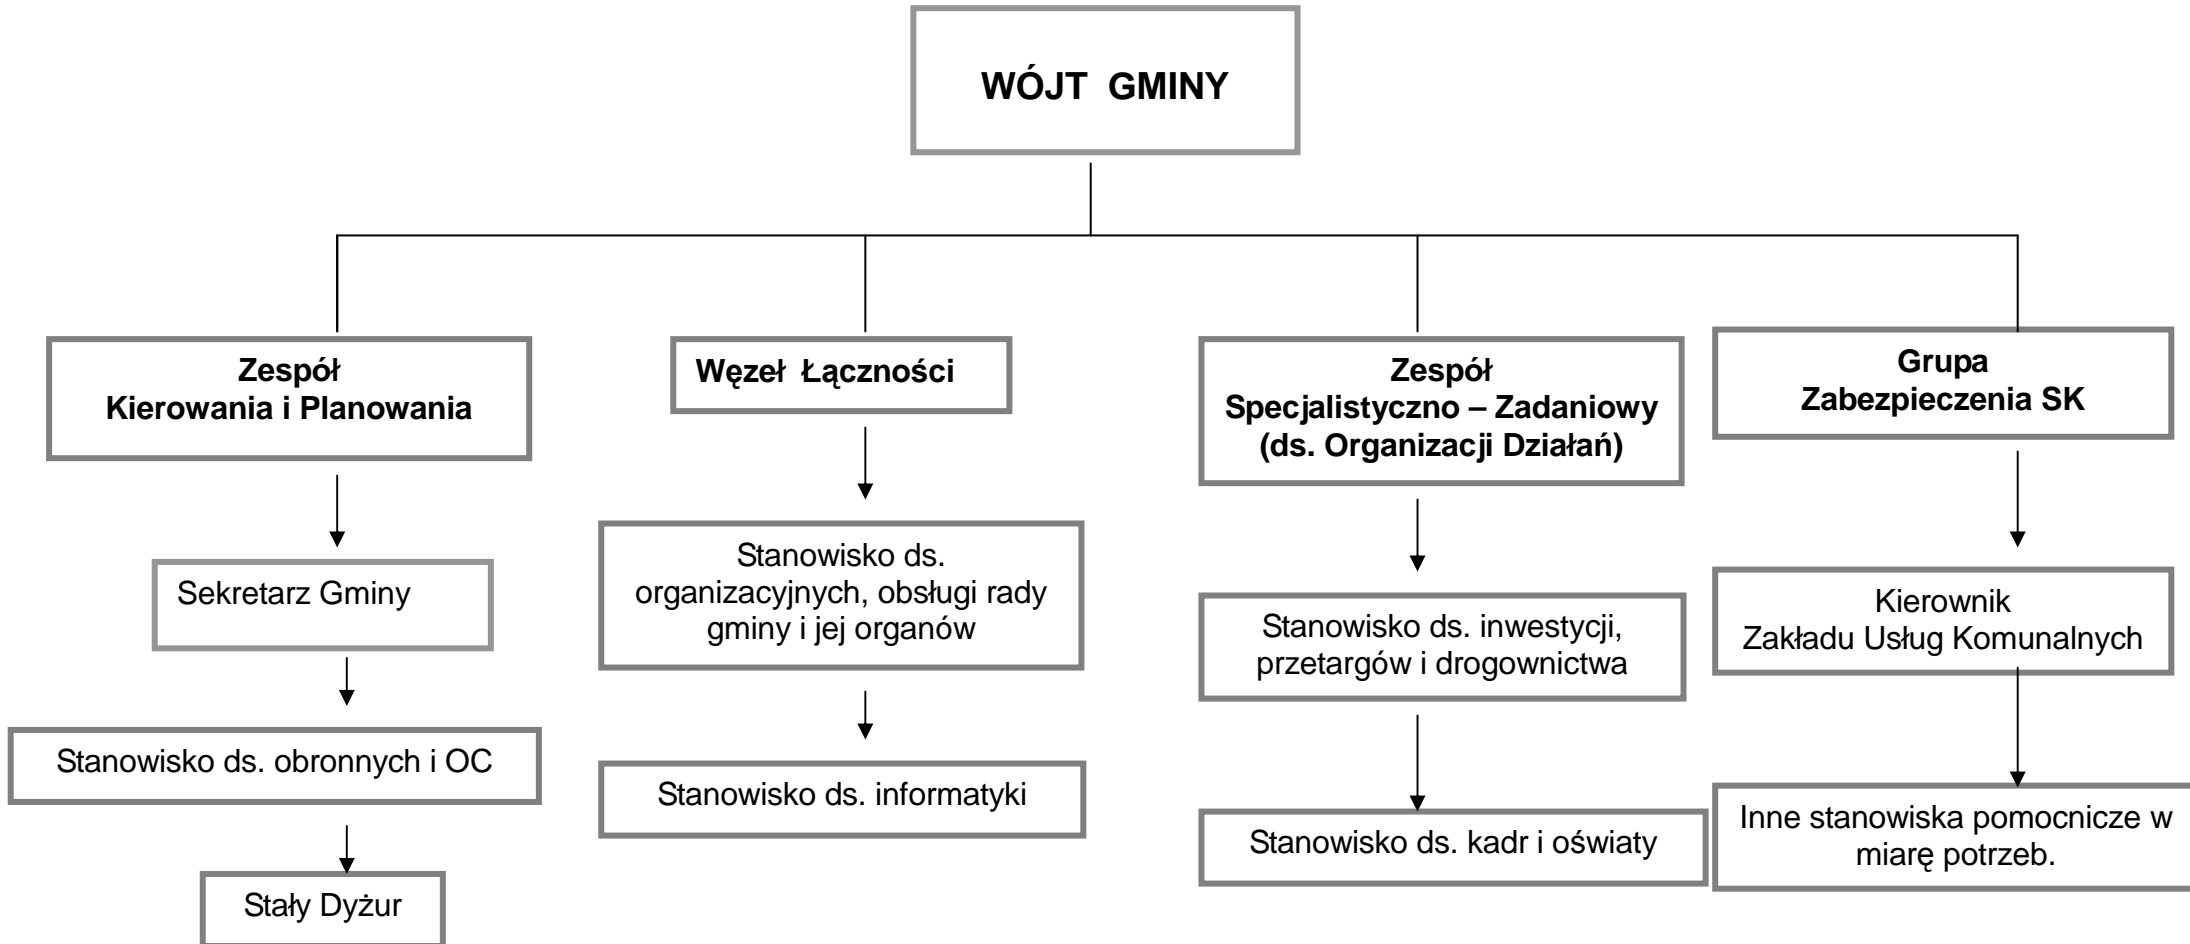 WÓJT GMINY
Zespół
Kierowania i Planowania
Sekretarz Gminy
Stanowisko ds. obronnych i OC
Stały Dyżur
Węzeł Łączności
Stanowisko ds.
organizacyjnych, obsługi rady
gminy i jej organów
Stanowisko ds. informatyki
Zespół
Specjalistyczno – Zadaniowy
(ds. Organizacji Działań)
Stanowisko ds. inwestycji,
przetargów i drogownictwa
Stanowisko ds. kadr i oświaty
Grupa
Zabezpieczenia SK
Kierownik
Zakładu Usług Komunalnych
Inne stanowiska pomocnicze w
miarę potrzeb.